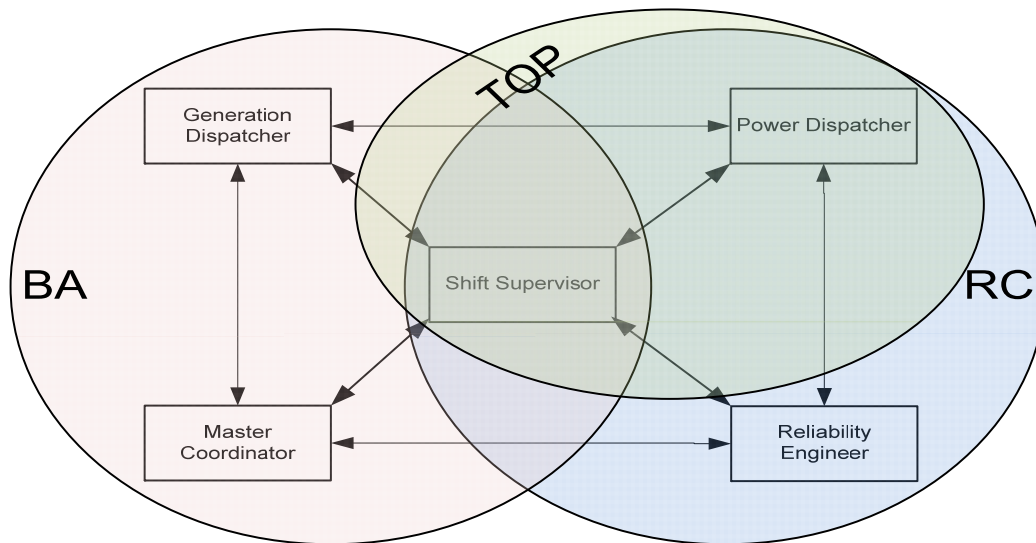 TOP
Generation
Dispatcher
Power Dispatcher
BA
Shift Supervisor
RC
Master
Coordinator
Reliability
Engineer